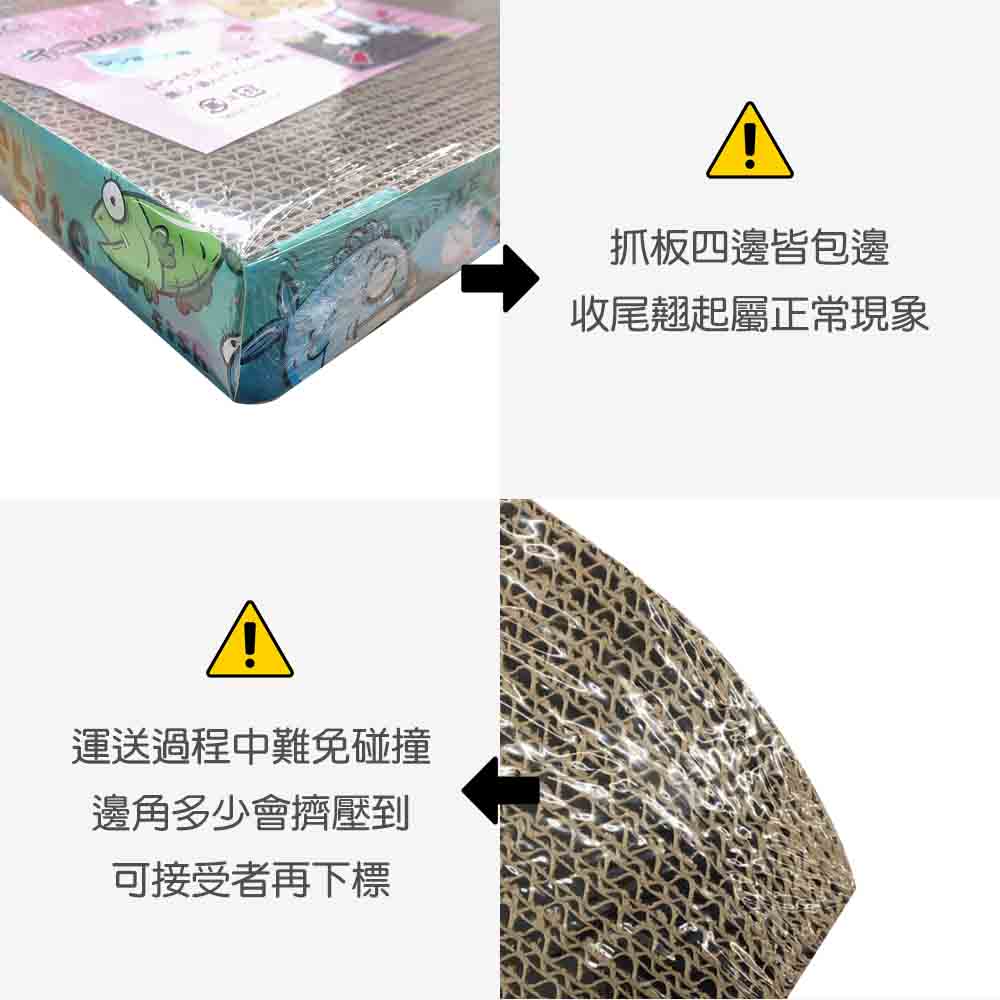 抓板四邊皆包邊
收尾翹起屬正常現象
運送過程中難免碰撞
邊角多少會擠壓到
可接受者再下標